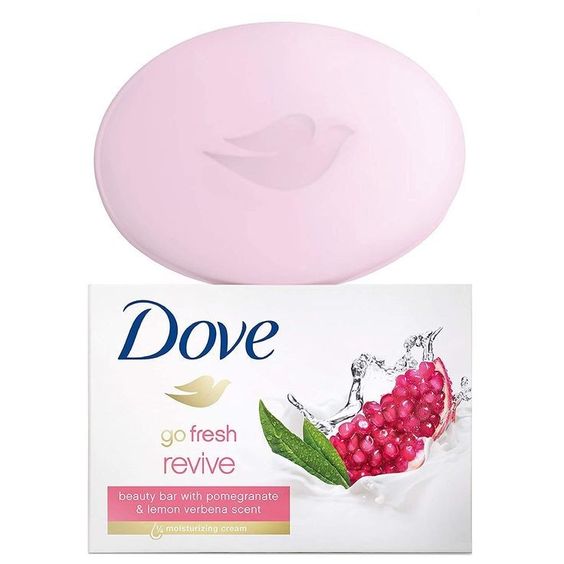 Dove
go fresh
revive
beauty bar with pomegranate
& lemon verbena scent
¼ moisturizing cream